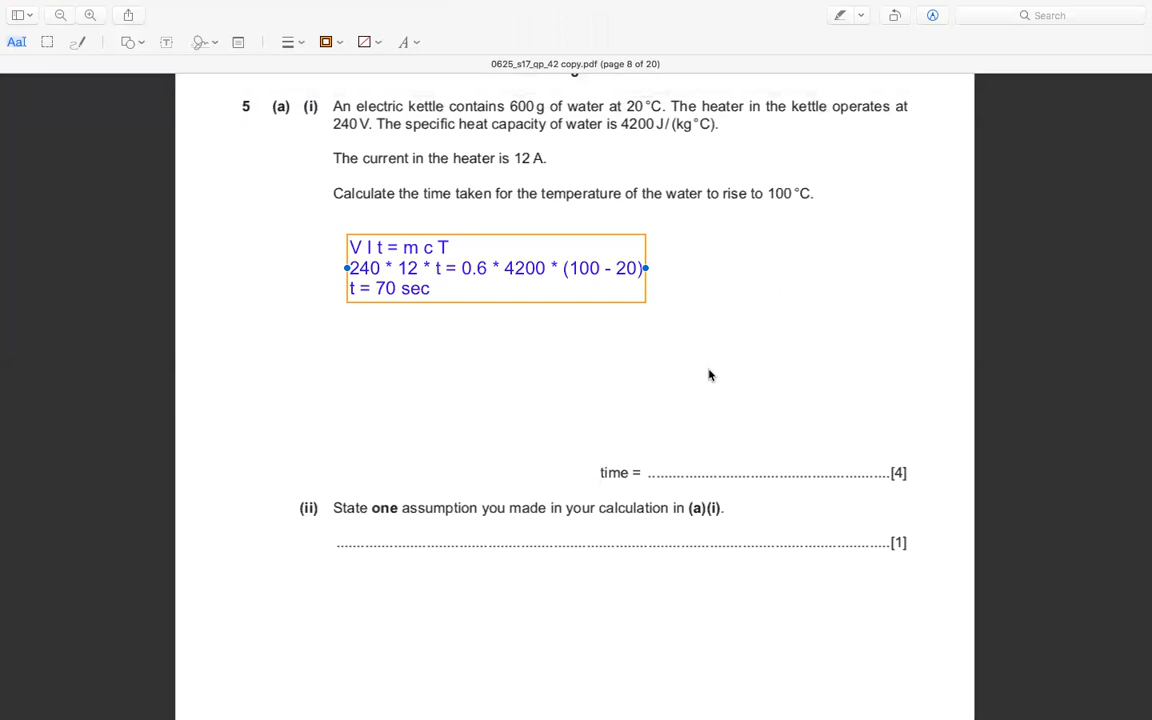 Search
AaI
T
A
0625_s17_qp_42 copy.pdf (page 8 of 20)
5 (a) (i) An electric kettle contains 600 g of water at 20 °C. The heater in the kettle operates at
240 V. The specific heat capacity of water is 4200 J/(kg °C).
The current in the heater is 12 A.
Calculate the time taken for the temperature of the water to rise to 100 °C.
V I t = m c T
240 * 12 * t = 0.6 * 4200 * (100 - 20)
t = 70 sec
time = ..................................................[4]
(ii) State one assumption you made in your calculation in (a)(i).
..........................................................................................................................[1]